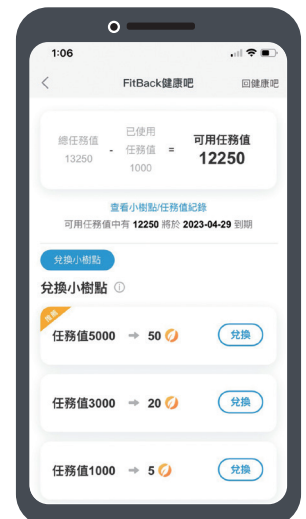 1:06
FitBack健康吧 回健康吧
總任務值 13250 - 已使用任務值 1000 = 可用任務值 12250
查看小樹點/任務值紀錄
可用任務值中有 12250 將於 2023-04-29 到期
兌換小樹點
兌換小樹點
推薦
任務值5000 → 50 兌換
任務值3000 → 20 兌換
任務值1000 → 5 兌換